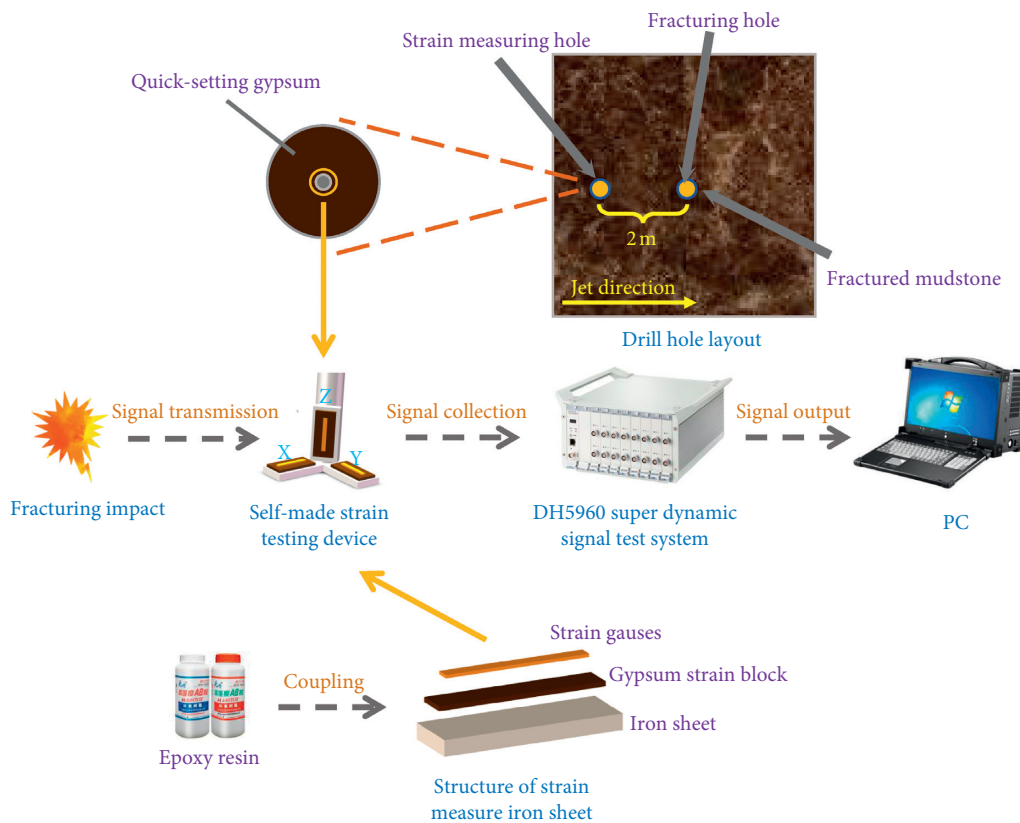 Fracturing hole
Strain measuring hole
Quick-setting gypsum
2 m
Fractured mudstone
Jet direction
Drill hole layout
Z
Signal transmission
Signal collection
Signal output
X
Y
Fracturing impact
Self-made strain
testing device
DH5960 super dynamic
signal test system
PC
Strain gauses
Coupling
Gypsum strain block
Iron sheet
Epoxy resin
Structure of strain
measure iron sheet